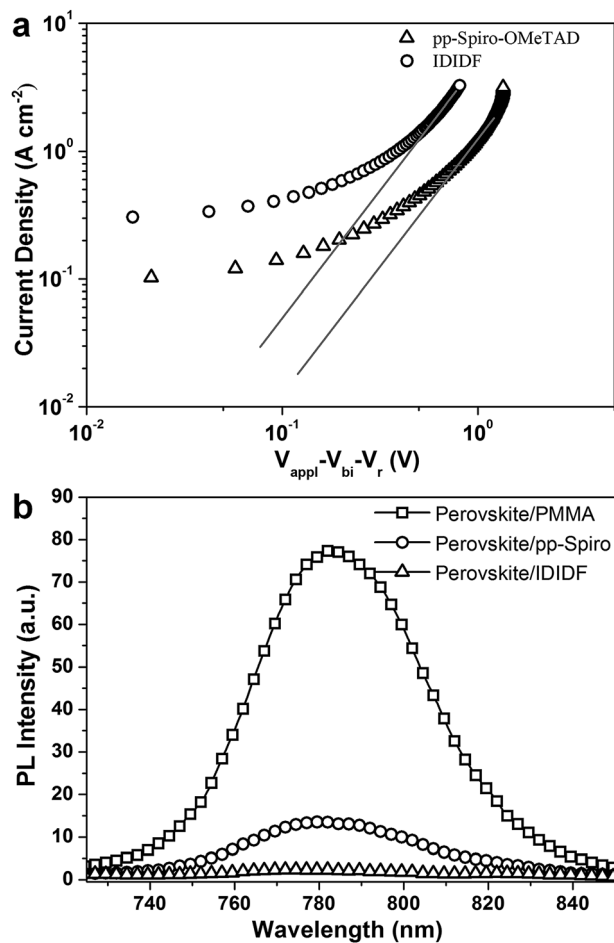 a
pp-Spiro-OMeTAD
IDIDF
Current Density (A cm⁻²)
10¹
10⁰
10⁻¹
10⁻²
10⁻²
10⁻¹
10⁰
V_appl-V_bi-V_r (V)
b
Perovskite/PMMA
Perovskite/pp-Spiro
Perovskite/IDIDF
PL Intensity (a.u.)
90
80
70
60
50
40
30
20
10
0
740 760 780 800 820 840
Wavelength (nm)